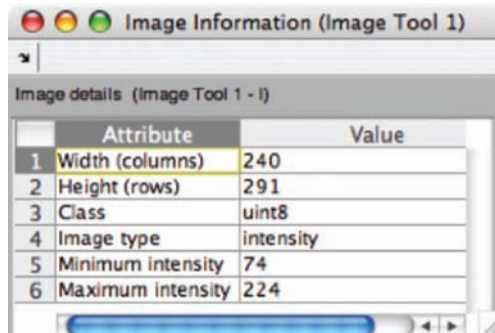 Image Information (Image Tool 1)
Image details (Image Tool 1 - I)
Attribute Value
1 Width (columns) 240
2 Height (rows) 291
3 Class uint8
4 Image type intensity
5 Minimum intensity 74
6 Maximum intensity 224